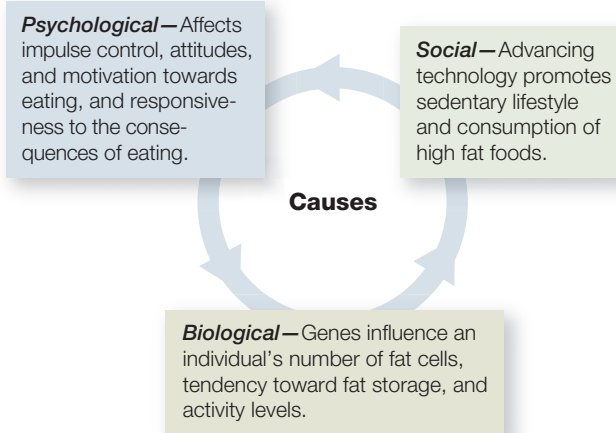 Psychological—Affects
impulse control, attitudes,
and motivation towards
eating, and responsive-
ness to the conse-
quences of eating.
Social—Advancing
technology promotes
sedentary lifestyle
and consumption of
high fat foods.
Causes
Biological—Genes influence an
individual's number of fat cells,
tendency toward fat storage, and
activity levels.